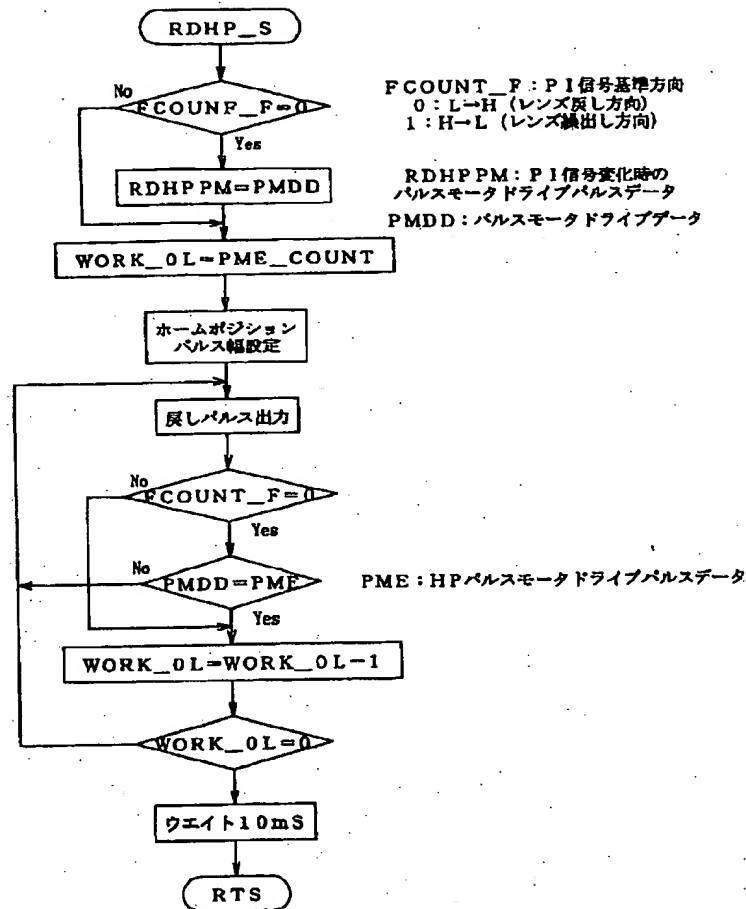 RDHP_S
No
FCOUNF_F=0
Yes
FCOUNT_F:PI信号基準方向
0:L→H (レンズ戻し方向)
1:H→L (レンズ繰出し方向)
RDHPPM=PMDD
RDHPPM:PI信号変化時の
パルスモータドライブパルスデータ
PMDD:パルスモータドライブデータ
WORK_0L=PME_COUNT
ホームポジション
パルス幅設定
戻しパルス出力
No
FCOUNT_F=0
Yes
No
PMDD=PMF
Yes
PME:HPパルスモータドライブパルスデータ
WORK_0L=WORK_0L-1
WORK_0L=0
ウエイト10mS
RTS